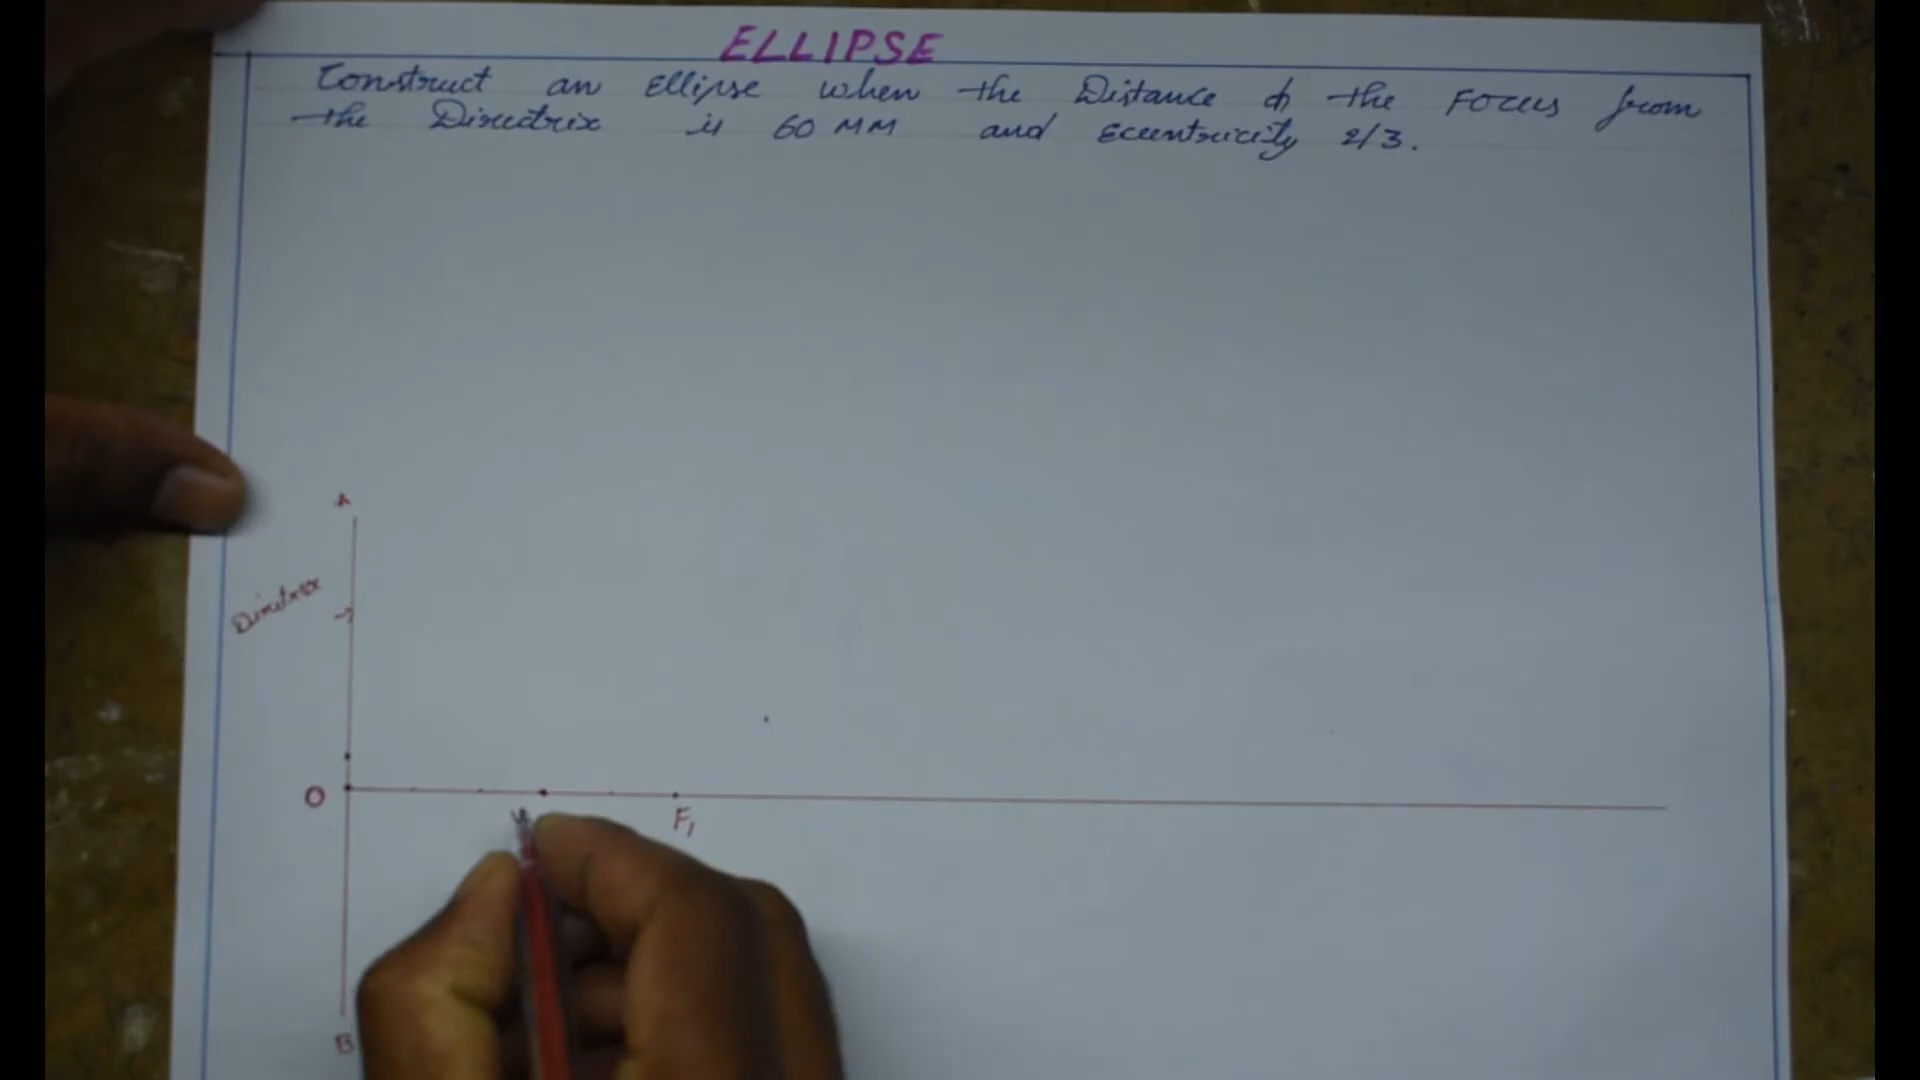 ELLIPSE
Construct an Ellipse when the Distance of the Focus from
the Directrix is 60 MM and Eccentricity 2/3.
A
Directrix
O
F1
B